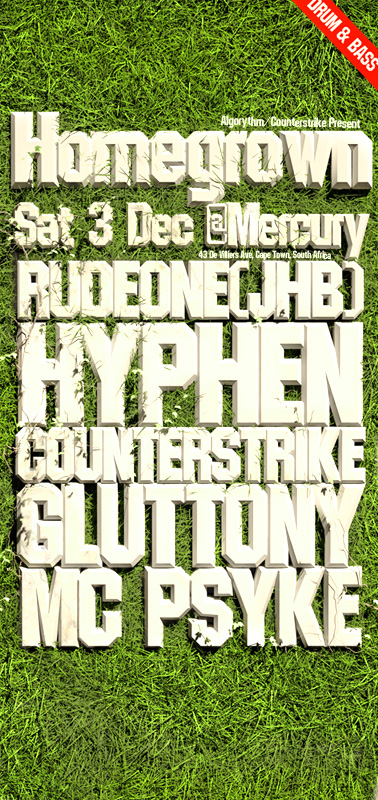 DRUM & BASS
Algorythm / Counterstrike Present
Homegrown
Sat 3 Dec @Mercury
43 De Villiers Ave, Cape Town, South Africa
RUDEONE(JHB)
HYPHEN
COUNTERSTRIKE
GLUTTONY
MC PSYKE